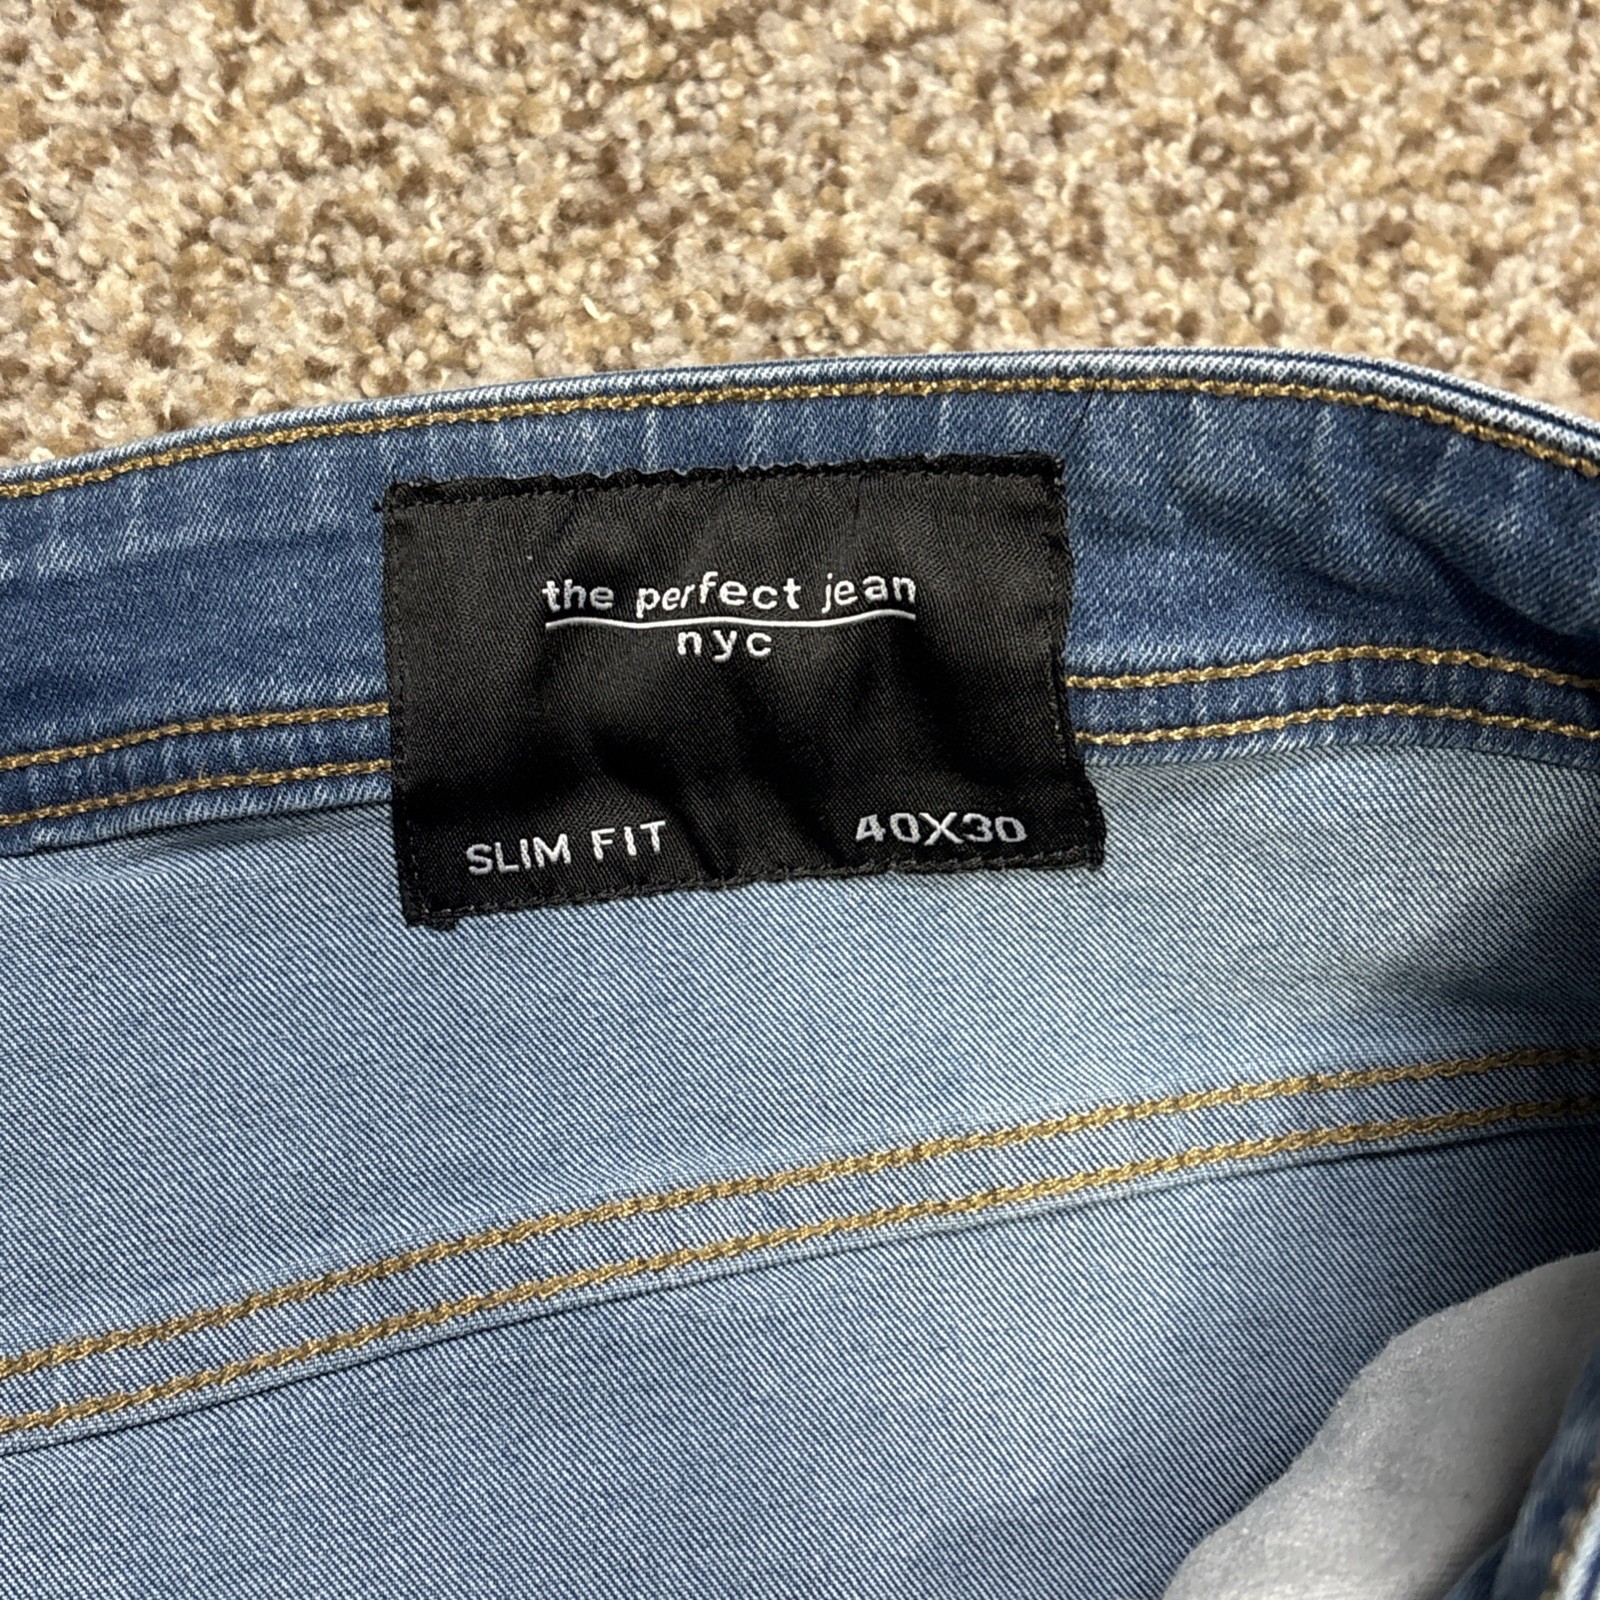 the perfect jean
nyc
SLIM FIT 40X30